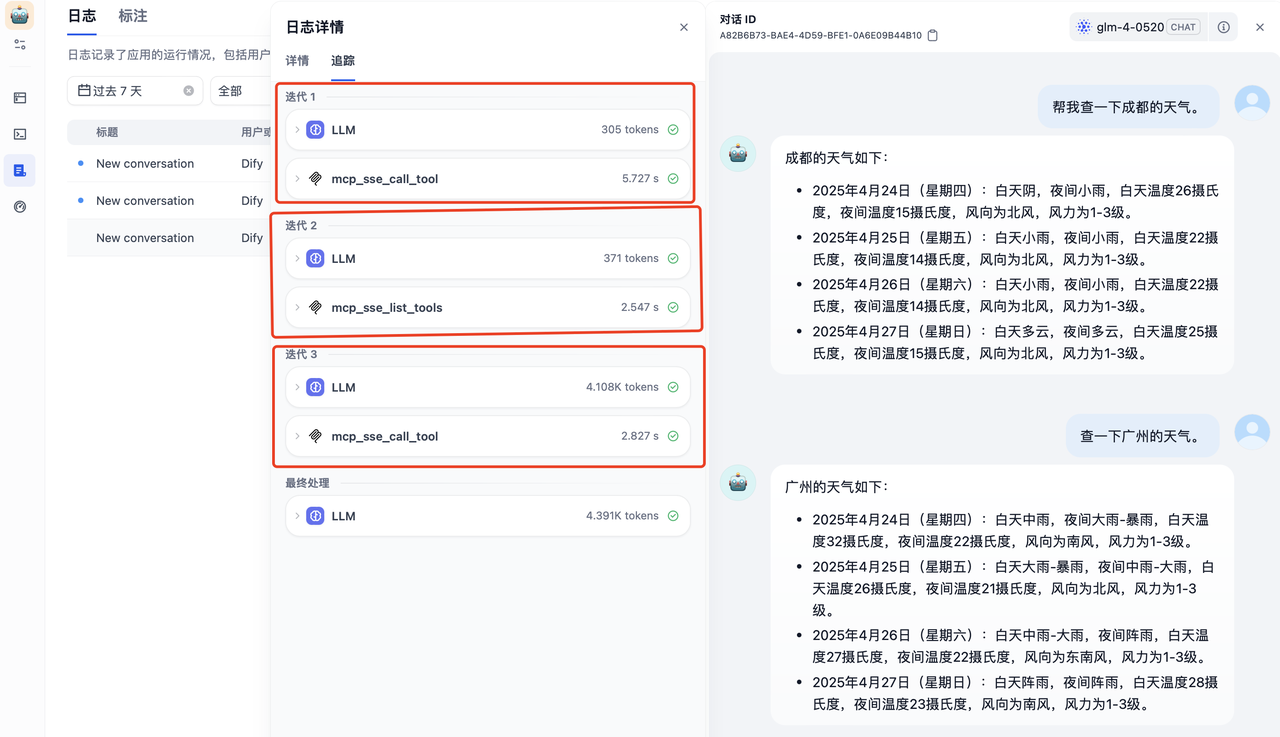 日志 标注
日志记录了应用的运行情况，包括用户
过去 7 天 全部
标题 用户或
New conversation Dify
New conversation Dify
New conversation Dify
日志详情
详情 追踪
迭代 1
LLM 305 tokens
mcp_sse_call_tool 5.727 s
迭代 2
LLM 371 tokens
mcp_sse_list_tools 2.547 s
迭代 3
LLM 4.108K tokens
mcp_sse_call_tool 2.827 s
最终处理
LLM 4.391K tokens
对话 ID
A82B6B73-BAE4-4D59-BFE1-0A6E09B44B10
glm-4-0520 CHAT
帮我查一下成都的天气。
成都的天气如下：
• 2025年4月24日（星期四）：白天阴，夜间小雨，白天温度26摄氏
度，夜间温度15摄氏度，风向为北风，风力为1-3级。
• 2025年4月25日（星期五）：白天小雨，夜间小雨，白天温度22摄
氏度，夜间温度14摄氏度，风向为北风，风力为1-3级。
• 2025年4月26日（星期六）：白天小雨，夜间小雨，白天温度22摄
氏度，夜间温度14摄氏度，风向为北风，风力为1-3级。
• 2025年4月27日（星期日）：白天多云，夜间多云，白天温度25摄
氏度，夜间温度15摄氏度，风向为北风，风力为1-3级。
查一下广州的天气。
广州的天气如下：
• 2025年4月24日（星期四）：白天中雨，夜间大雨-暴雨，白天温
度32摄氏度，夜间温度22摄氏度，风向为南风，风力为1-3级。
• 2025年4月25日（星期五）：白天大雨-暴雨，夜间中雨-大雨，白
天温度26摄氏度，夜间温度21摄氏度，风向为北风，风力为1-3
级。
• 2025年4月26日（星期六）：白天中雨-大雨，夜间阵雨，白天温
度27摄氏度，夜间温度22摄氏度，风向为东南风，风力为1-3级。
• 2025年4月27日（星期日）：白天阵雨，夜间阵雨，白天温度28摄
氏度，夜间温度23摄氏度，风向为南风，风力为1-3级。